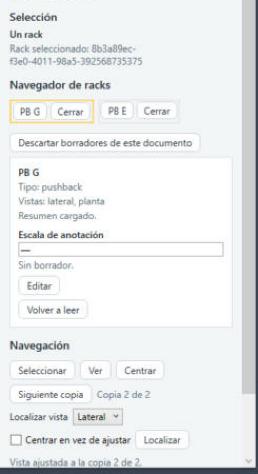 Selección
Un rack
Rack seleccionado: 8b3a89ec-
f3e0-4011-98a5-392568735375
Navegador de racks
PB G Cerrar PB E Cerrar
Descartar borradores de este documento
PB G
Tipo: pushback
Vistas: lateral, planta
Resumen cargado.
Escala de anotación
—
Sin borrador.
Editar
Volver a leer
Navegación
Seleccionar Ver Centrar
Siguiente copia Copia 2 de 2
Localizar vista Lateral
Centrar en vez de ajustar Localizar
Vista ajustada a la copia 2 de 2.